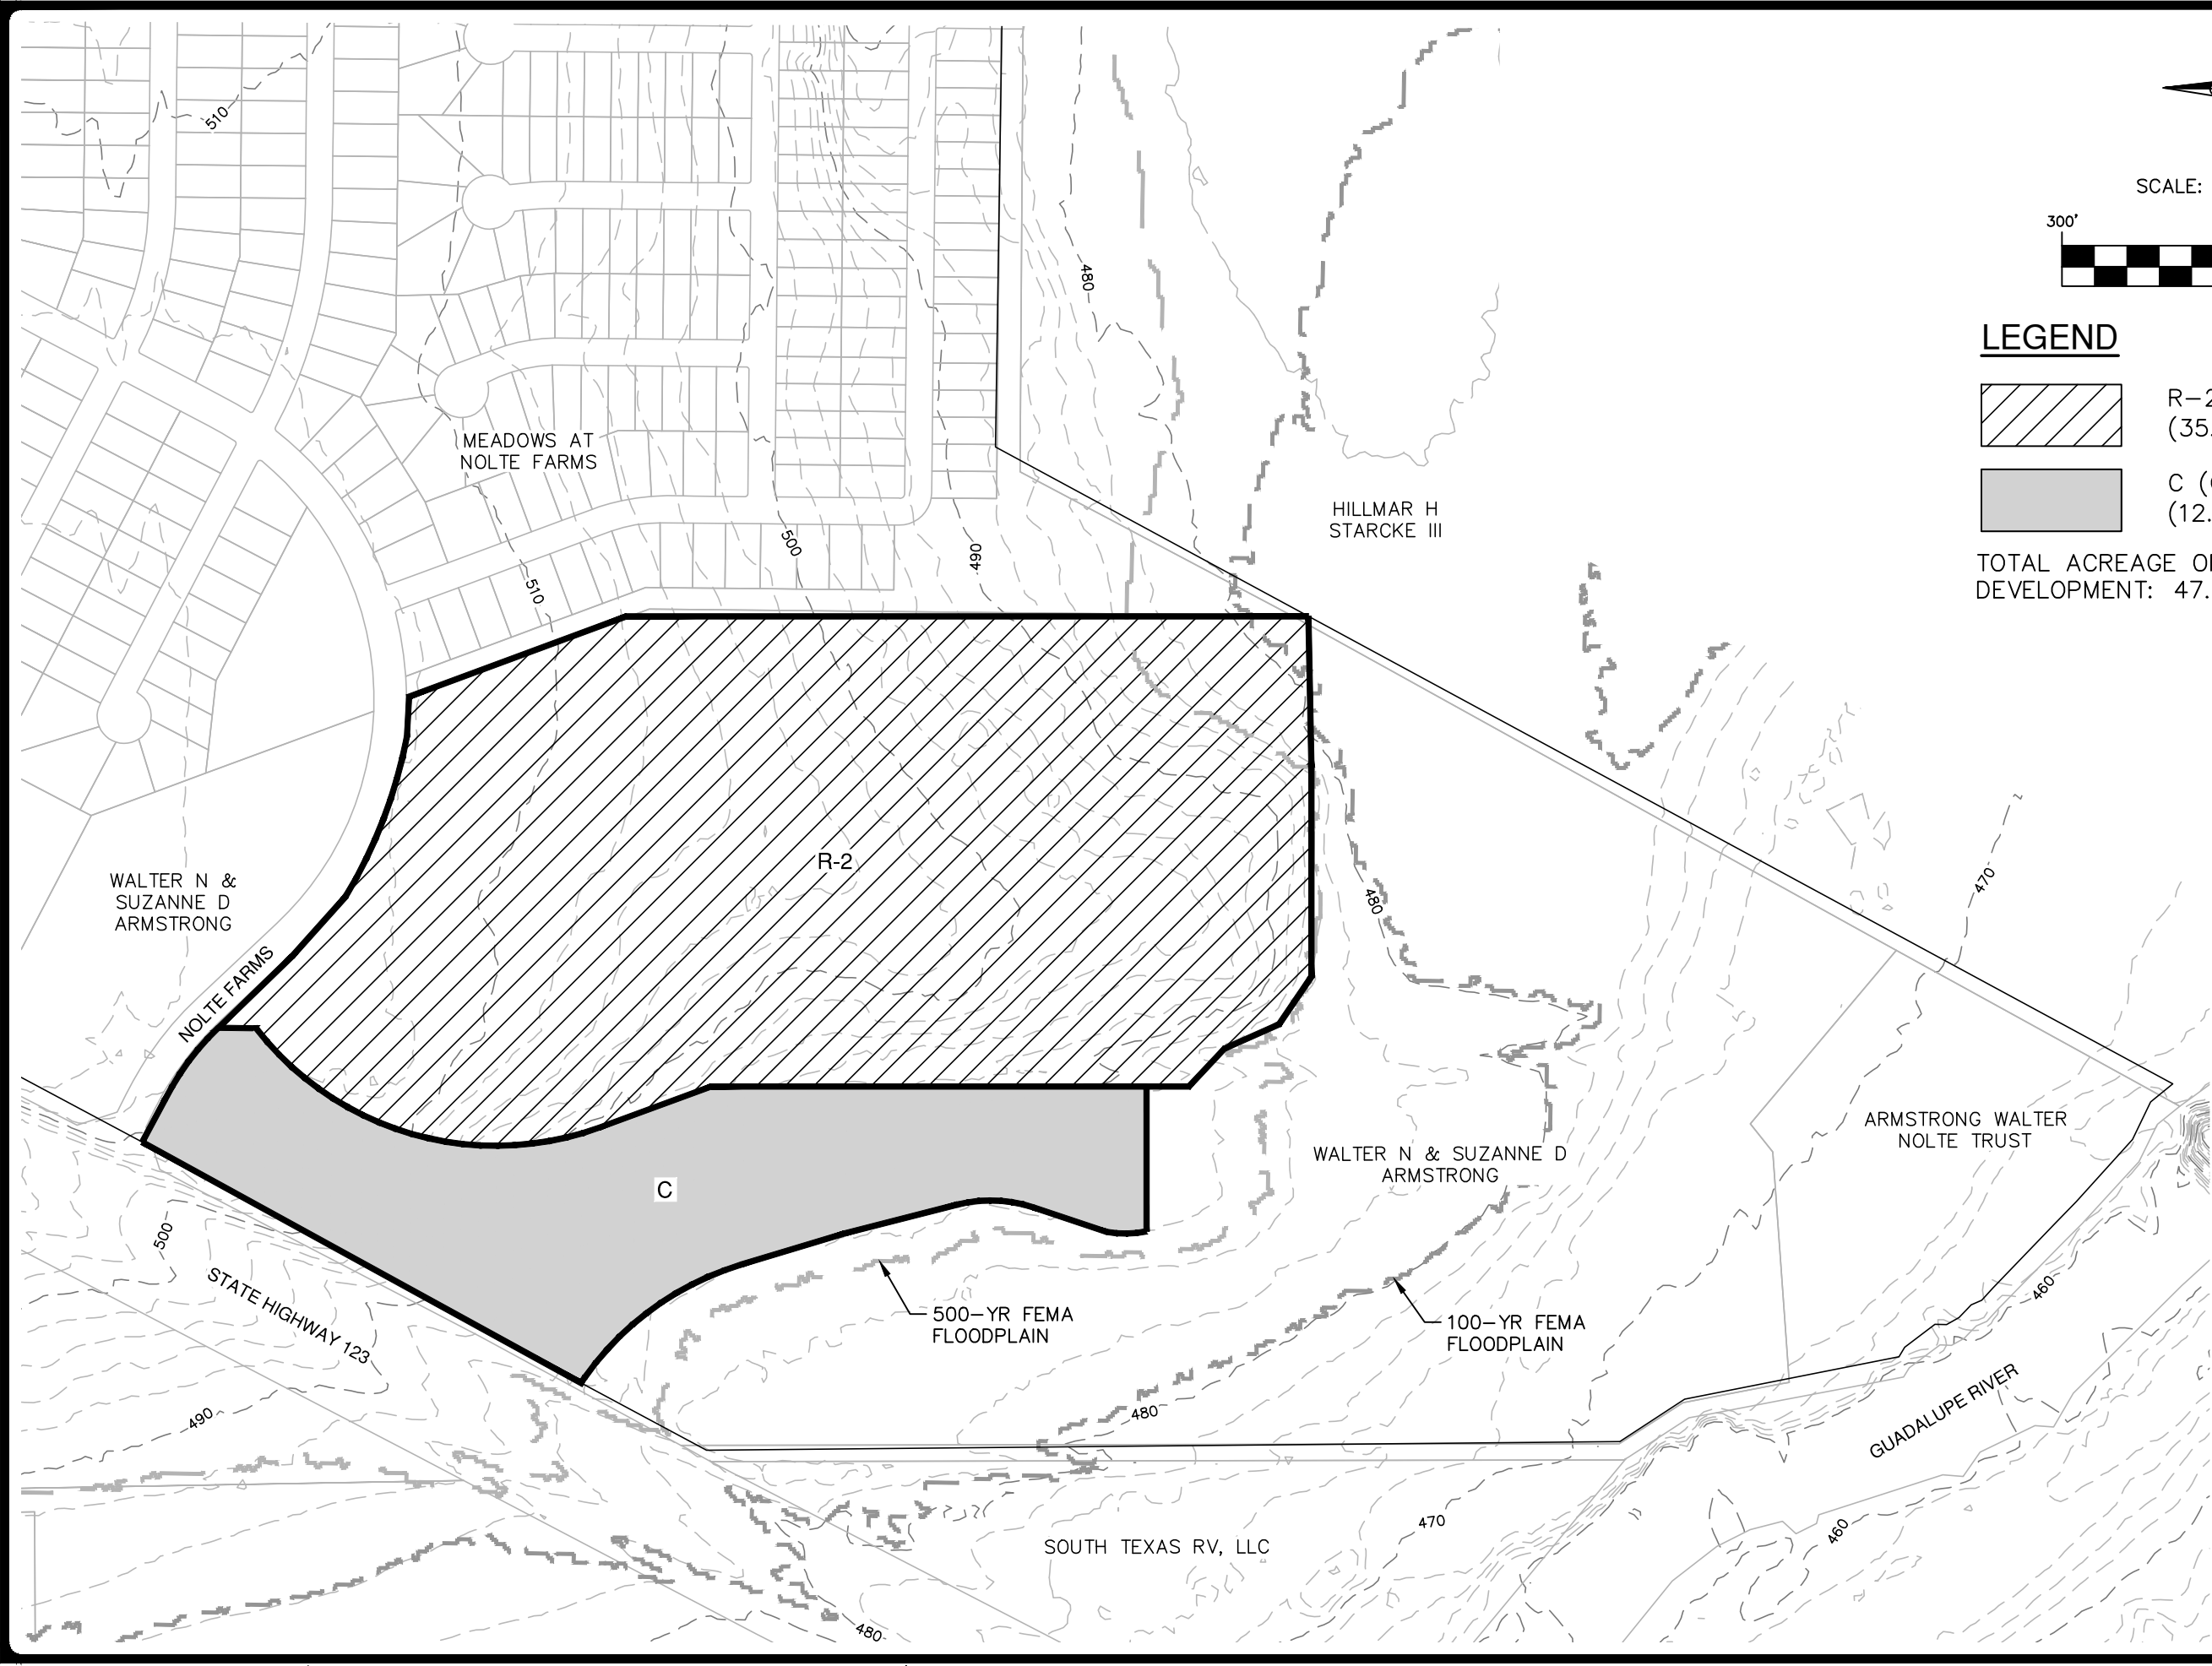 510
SCALE:
300'
480
LEGEND
R-2
(35.
C (
(12.
TOTAL ACREAGE
DEVELOPMENT: 47.
MEADOWS AT
NOLTE FARMS
HILLMAR H
STARCKE III
500
490
510
R-2
WALTER N &
SUZANNE D
ARMSTRONG
480
470
NOLTE FARMS
ARMSTRONG WALTER
NOLTE TRUST
WALTER N & SUZANNE D
ARMSTRONG
C
500
STATE HIGHWAY 123
500-YR FEMA
FLOODPLAIN
100-YR FEMA
FLOODPLAIN
460
GUADALUPE RIVER
490
480
470
460
SOUTH TEXAS RV, LLC
480